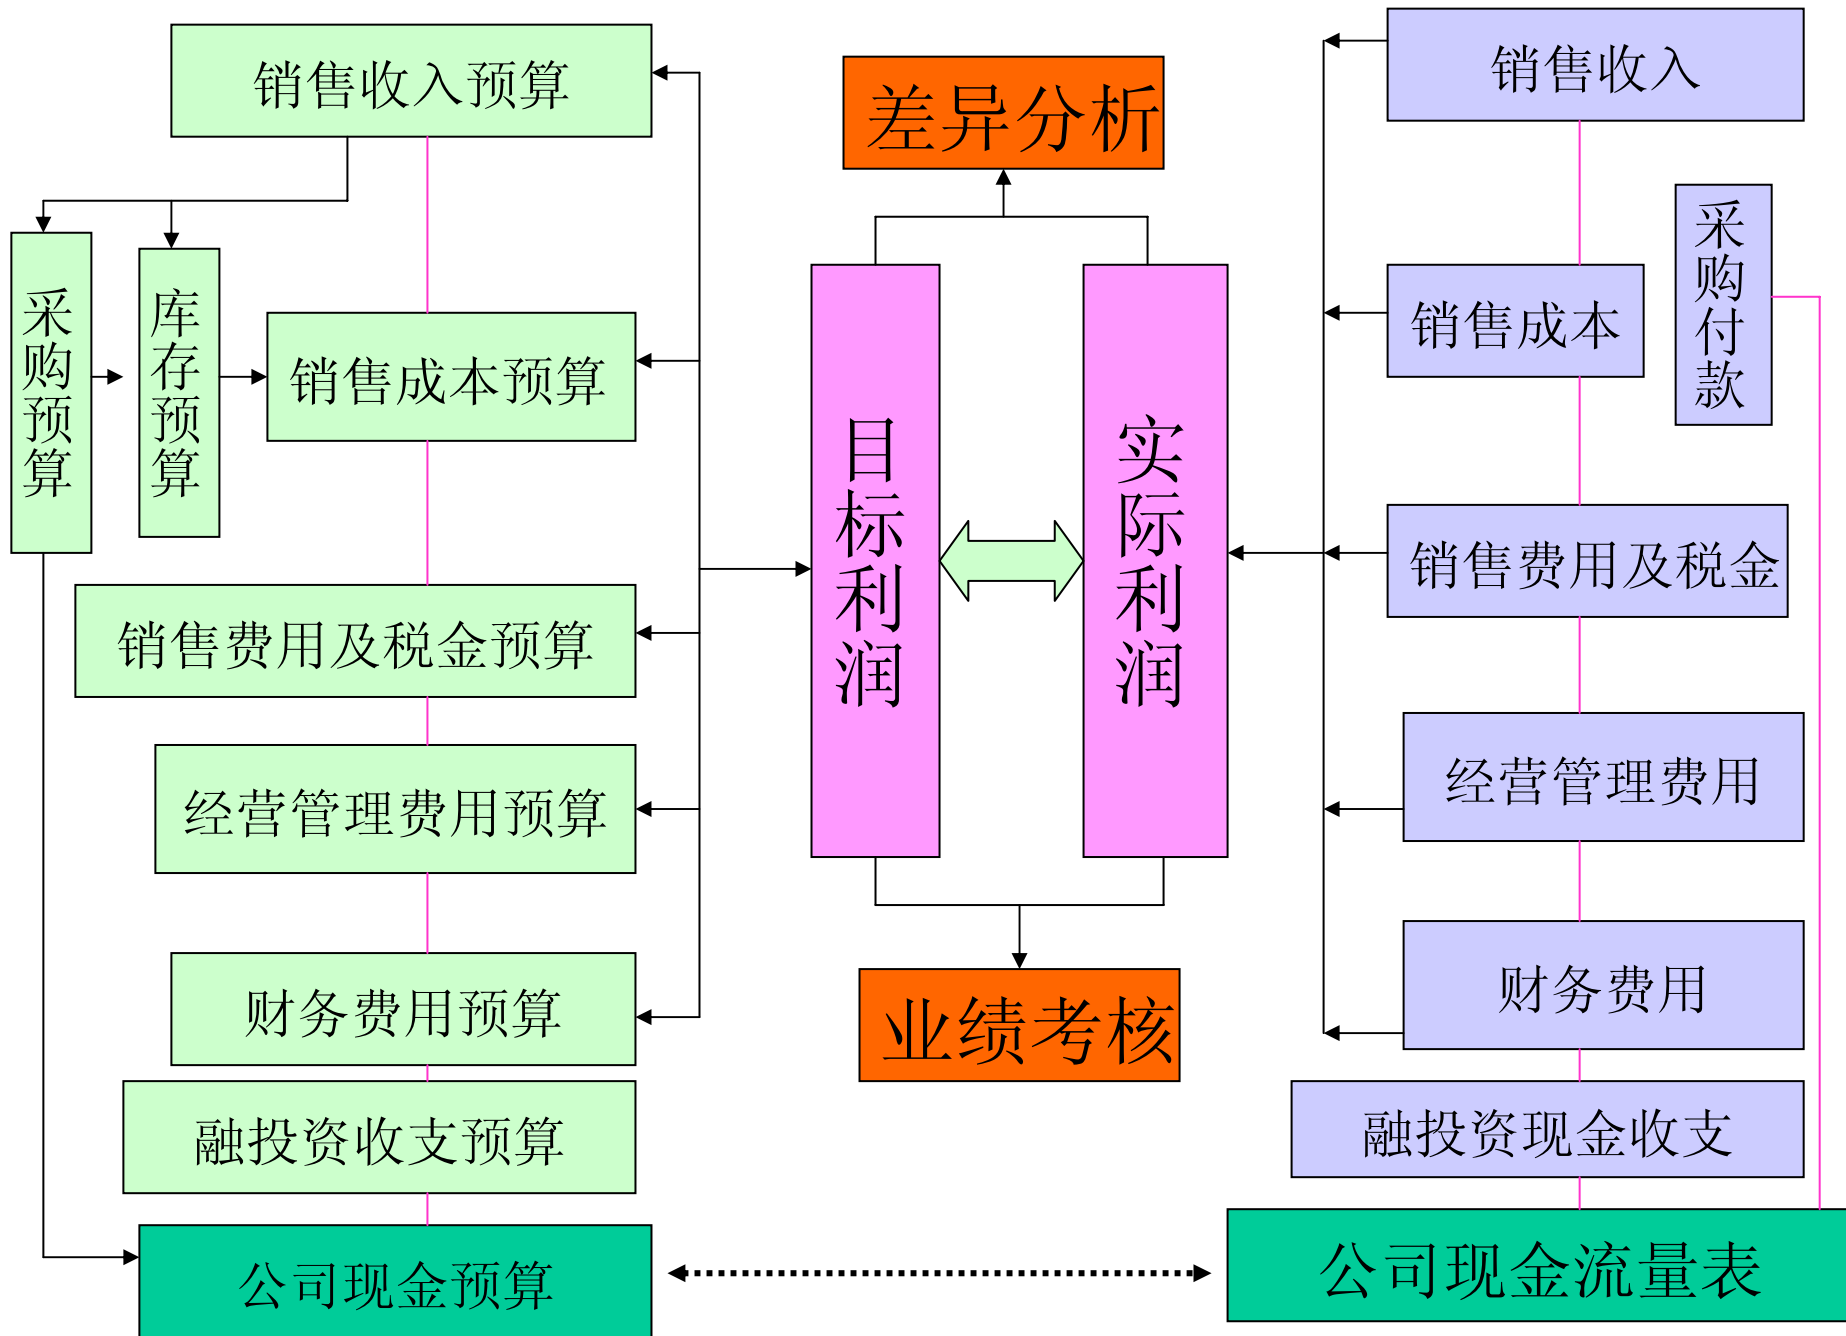 销售收入预算
采购预算
库存预算
销售成本预算
销售费用及税金预算
经营管理费用预算
财务费用预算
融投资收支预算
公司现金预算
差异分析
目标利润
实际利润
业绩考核
销售收入
采购付款
销售成本
销售费用及税金
经营管理费用
财务费用
融投资现金收支
公司现金流量表